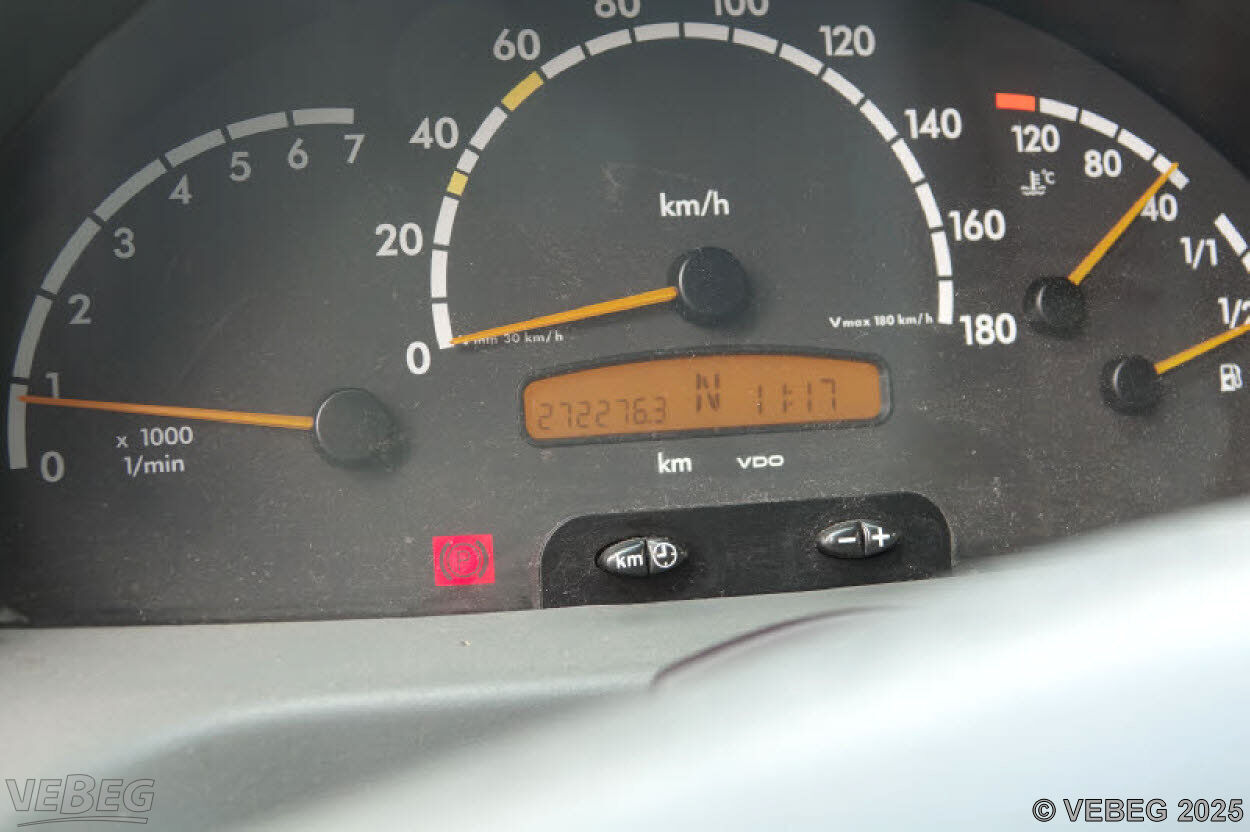 0 1 2 3 4 5 6 7
x 1000
1/min
0 20 40 60 80 100 120 140 160 180
km/h
min 30 km/h
Vmax 180 km/h
272276.3 N 11:17
km VDO
120 80 40
°C
1/1
1/2
P
km - +
VEBEG
© VEBEG 2025